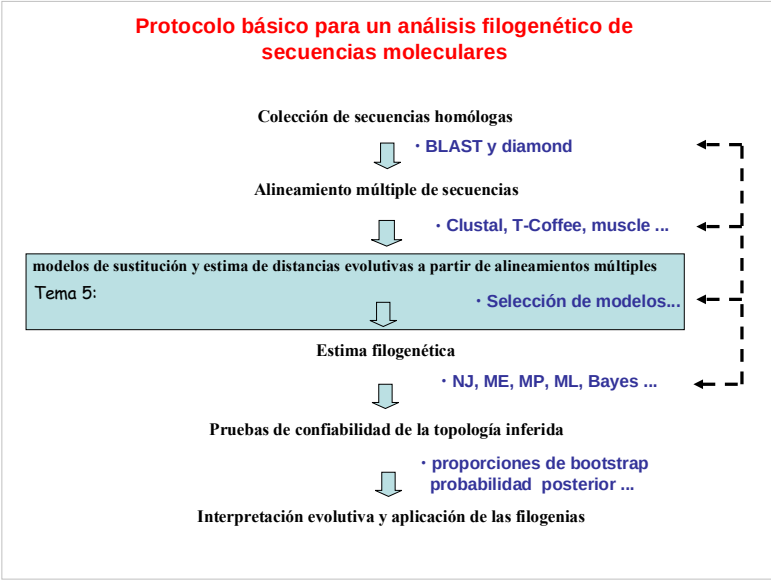 Protocolo básico para un análisis filogenético de
secuencias moleculares
Colección de secuencias homólogas
· BLAST y diamond
Alineamiento múltiple de secuencias
· Clustal, T-Coffee, muscle ...
modelos de sustitución y estima de distancias evolutivas a partir de alineamientos múltiples
Tema 5:
· Selección de modelos...
Estima filogenética
· NJ, ME, MP, ML, Bayes ...
Pruebas de confiabilidad de la topología inferida
· proporciones de bootstrap
probabilidad posterior ...
Interpretación evolutiva y aplicación de las filogenias